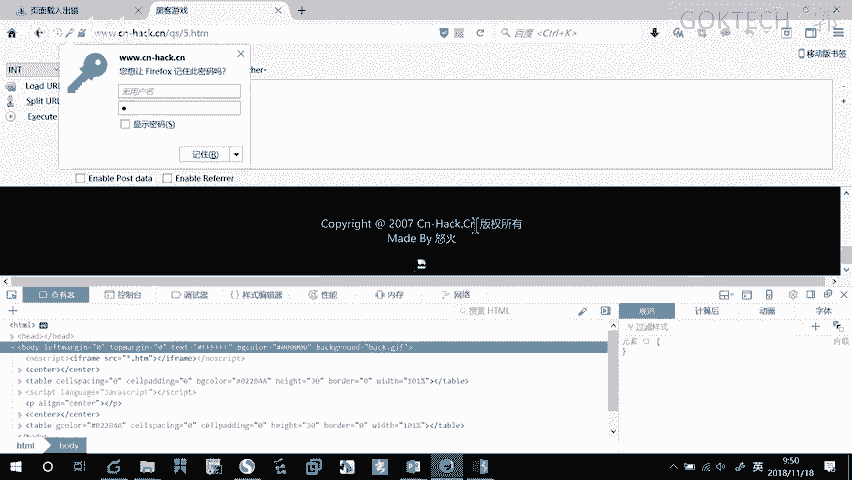 页面载入出错
黑客游戏
GOKTECH
www.cn-hack.cn/qs/5.htm
百度 <Ctrl+K>
移动版书签
INT
Load URL
Split URL
Execute
www.cn-hack.cn
您想让 Firefox 记住此密码吗?
无用户名
显示密码(S)
记住(R)
Enable Post data
Enable Referrer
Copyright @ 2007 Cn-Hack.Cn 版权所有
Made By 怒火
查看器
控制台
调试器
{} 样式编辑器
性能
内存
网络
搜索 HTML
规则
计算后
动画
字体
过滤样式
元素 {
内联
}
<html>
<head></head>
<body leftmargin="0" topmargin="0" text="#FFFFFF" bgcolor="#000000" background="back.gif">
<noscript><iframe src="*.htm"></iframe></noscript>
<center></center>
<table cellspacing="0" cellpadding="0" bgcolor="#022B4A" height="30" border="0" width="101%"></table>
<script language="Javascript"></script>
<p align="center"></p>
<center></center>
<table bgcolor="#022B4A" cellspacing="0" cellpadding="0" height="30" border="0" width="101%"></table>
</body>
html
body
英
9:50
2018/11/18